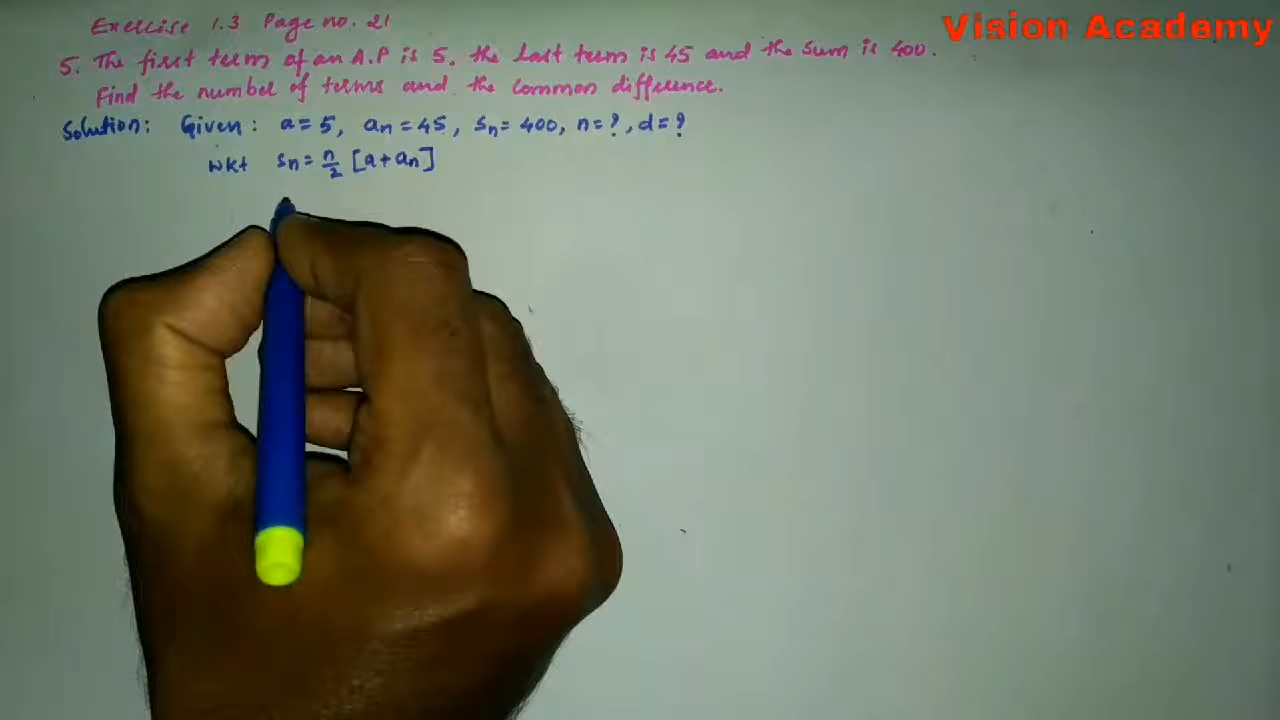 Exercise 1.3 Page no. 21
Vision Academy
5. The first term of an A.P is 5, the last term is 45 and the sum is 400.
Find the number of terms and the common difference.
Solution: Given: a = 5, an = 45, Sn = 400, n = ?, d = ?
WKT Sn = n/2 [a + an]